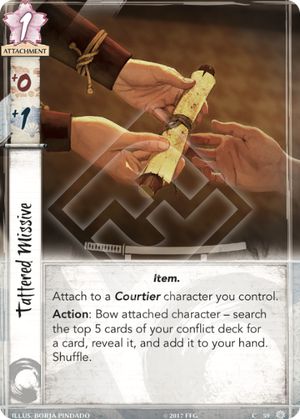 1
ATTACHMENT
+0
+1
Tattered Missive
Item.
Attach to a Courtier character you control.
Action: Bow attached character – search
the top 5 cards of your conflict deck for
a card, reveal it, and add it to your hand.
Shuffle.
ILLUS. BORJA PINDADO
© 2017 FFG
C 59